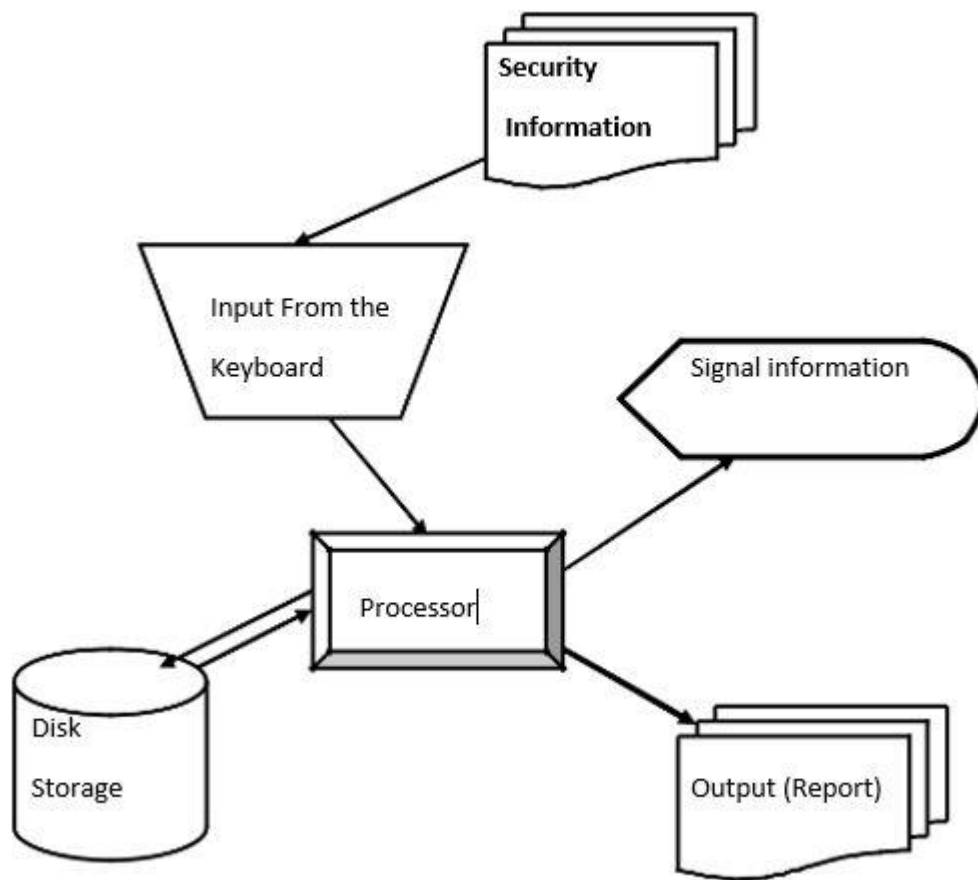 Security
Information
Input From the
Keyboard
Signal information
Processor
Disk
Storage
Output (Report)